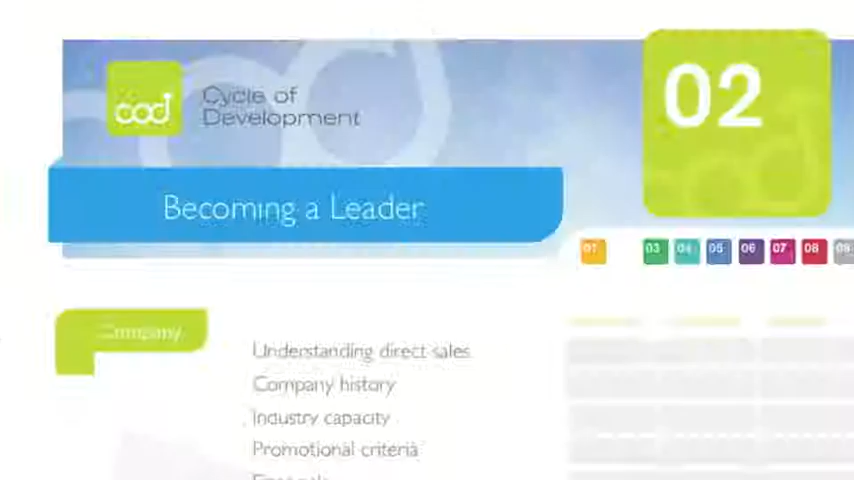 cod
Cycle of
Development
02
Becoming a Leader
01 03 04 05 06 07 08 09
Company
Understanding direct sales
Company history
Industry capacity
Promotional criteria